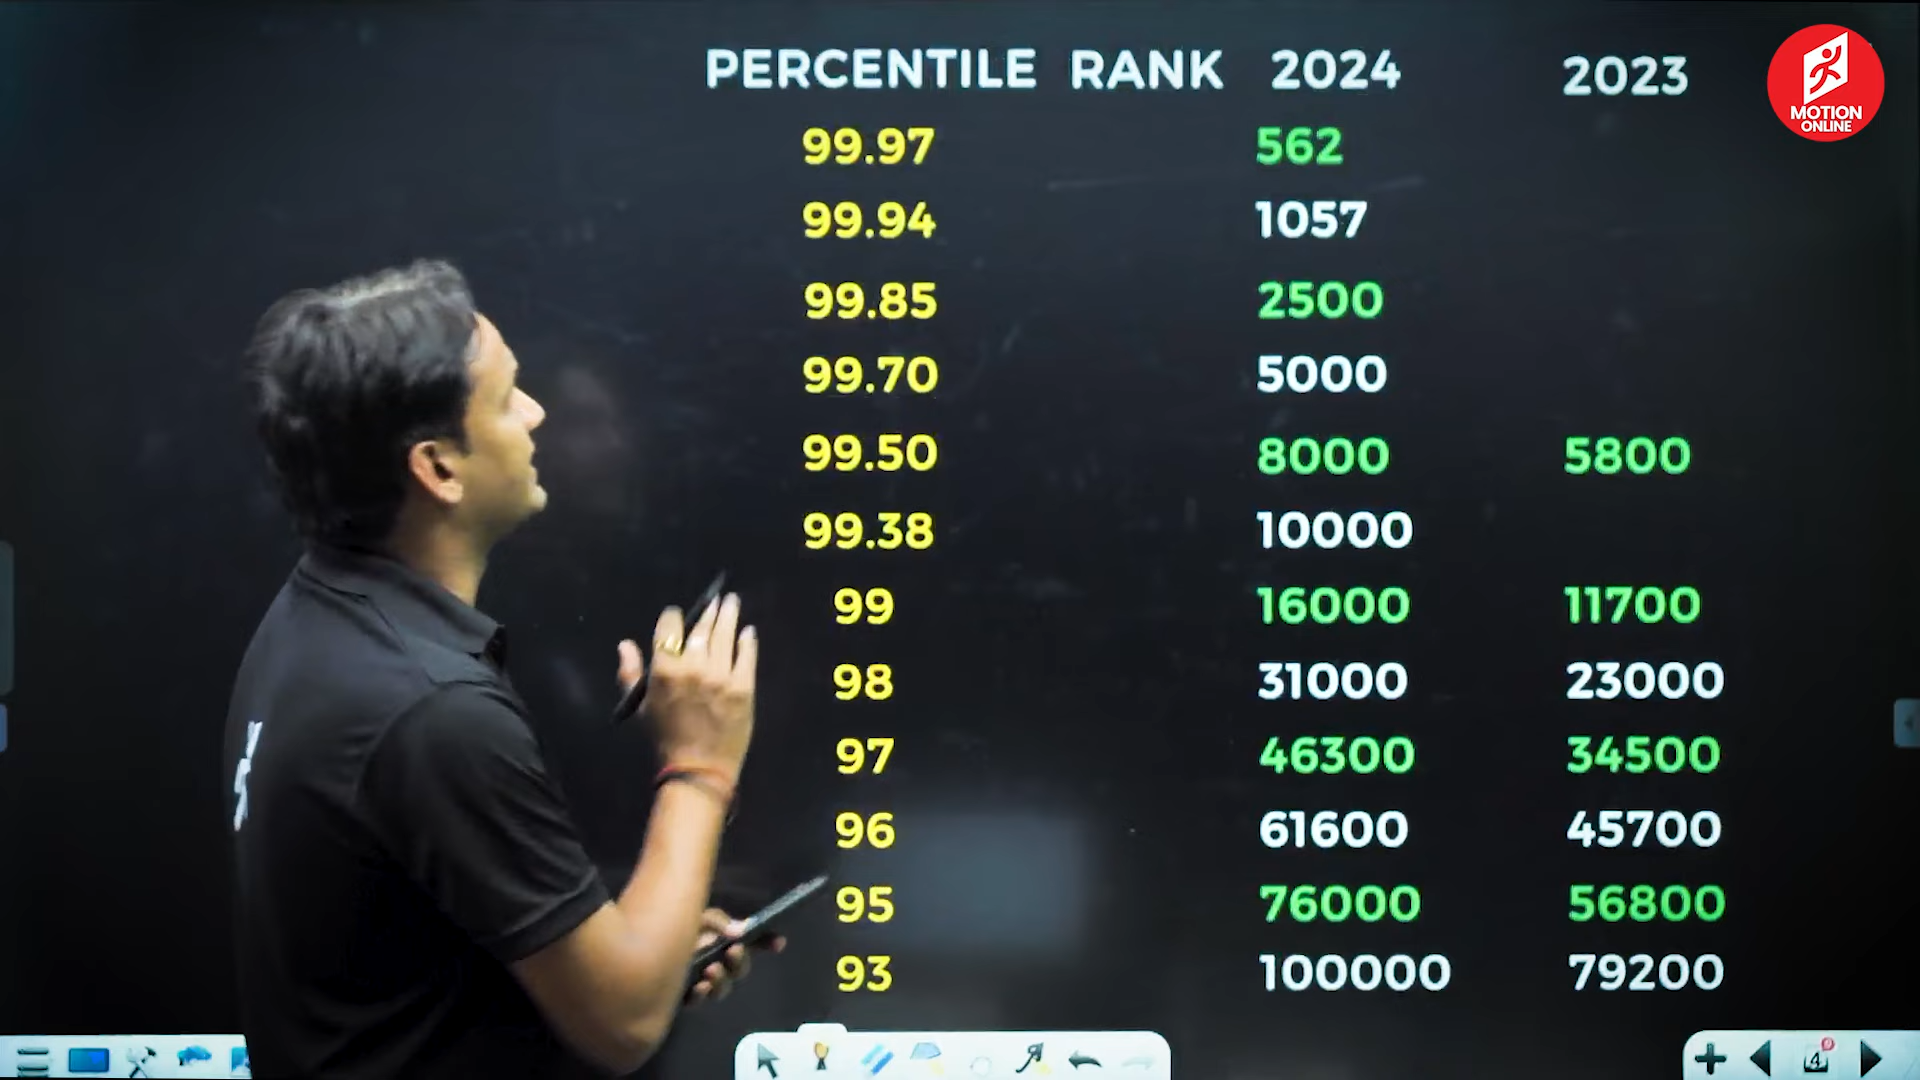 PERCENTILE RANK 2024 2023
99.97 562
99.94 1057
99.85 2500
99.70 5000
99.50 8000 5800
99.38 10000
99 16000 11700
98 31000 23000
97 46300 34500
96 61600 45700
95 76000 56800
93 100000 79200
MOTION
ONLINE
4